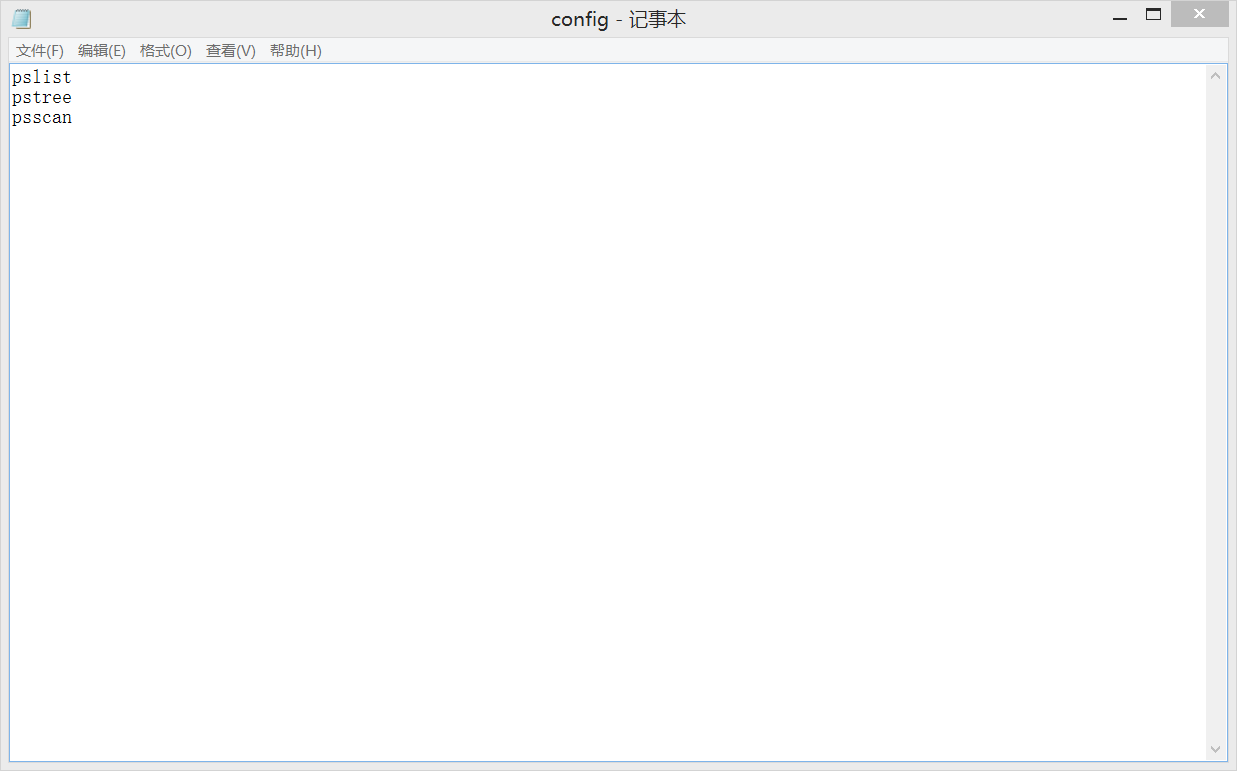 config - 记事本
文件(F) 编辑(E) 格式(O) 查看(V) 帮助(H)
pslist
pstree
psscan